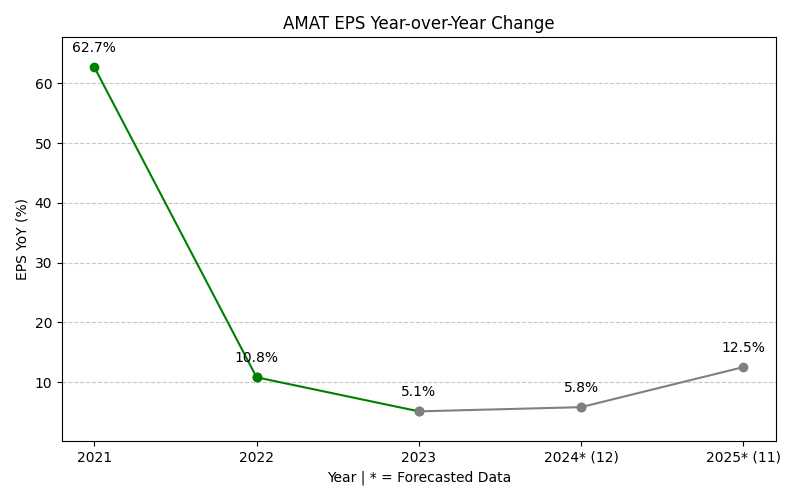 AMAT EPS Year-over-Year Change
62.7%
10.8%
5.1%
5.8%
12.5%
60
50
40
30
20
10
EPS YoY (%)
2021 2022 2023 2024* (12) 2025* (11)
Year | * = Forecasted Data